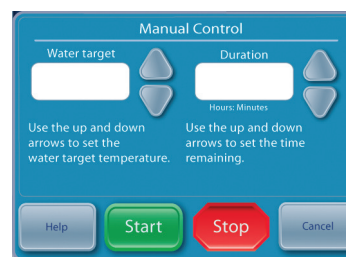 Manual Control
Water target
Duration
Hours: Minutes
Use the up and down
arrows to set the
water target temperature.
Use the up and down
arrows to set the time
remaining.
Help
Start
Stop
Cancel